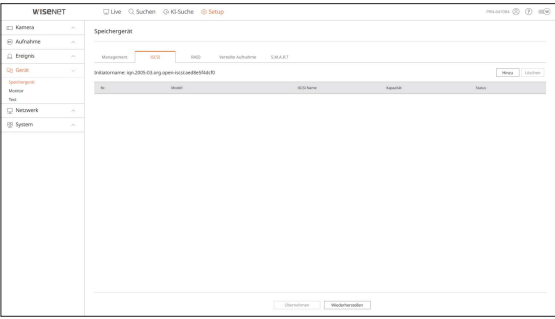 WISENET
Live Suchen KI-Suche Setup
Kamera
Aufnahme
Ereignis
Gerät
Speichergerät
Monitor
Text
Netzwerk
System
Speichergerät
Management iSCSI RAID Verteilte Aufnahme S.M.A.R.T
Initiatorname: iqn.2005-03.org.open-iscsi:aed8e5f4dcf0
Hinzu Löschen
Nr. Modell iSCSI Name Kapazität Status
Übernehmen Wiederherstellen